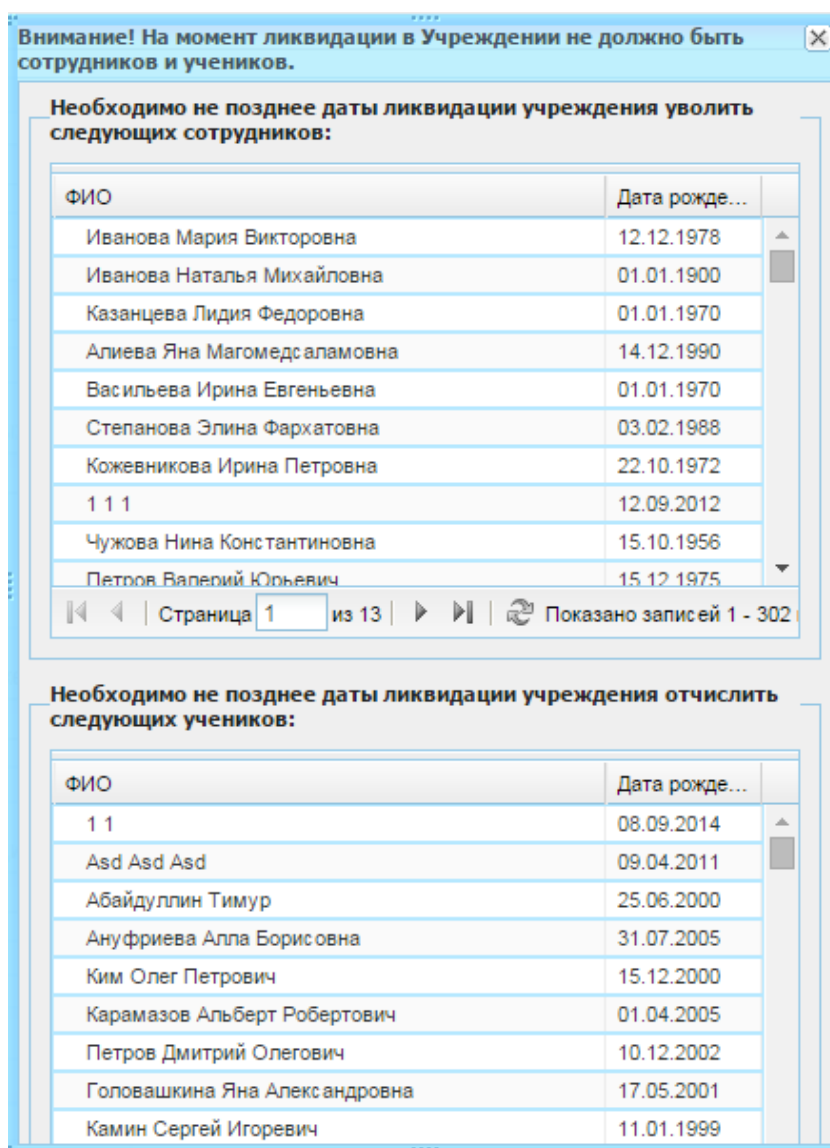 Внимание! На момент ликвидации в Учреждении не должно быть
сотрудников и учеников.
Необходимо не позднее даты ликвидации учреждения уволить
следующих сотрудников:
ФИО Дата рожде...
Иванова Мария Викторовна 12.12.1978
Иванова Наталья Михайловна 01.01.1900
Казанцева Лидия Федоровна 01.01.1970
Алиева Яна Магомедсаламовна 14.12.1990
Васильева Ирина Евгеньевна 01.01.1970
Степанова Элина Фархатовна 03.02.1988
Кожевникова Ирина Петровна 22.10.1972
1 1 1 12.09.2012
Чужова Нина Константиновна 15.10.1956
Петров Валерий Юрьевич 15.12.1975
Страница 1 из 13 Показано записей 1 - 302
Необходимо не позднее даты ликвидации учреждения отчислить
следующих учеников:
ФИО Дата рожде...
1 1 08.09.2014
Asd Asd Asd 09.04.2011
Абайдуллин Тимур 25.06.2000
Ануфриева Алла Борисовна 31.07.2005
Ким Олег Петрович 15.12.2000
Карамазов Альберт Робертович 01.04.2005
Петров Дмитрий Олегович 10.12.2002
Головашкина Яна Александровна 17.05.2001
Камин Сергей Игоревич 11.01.1999